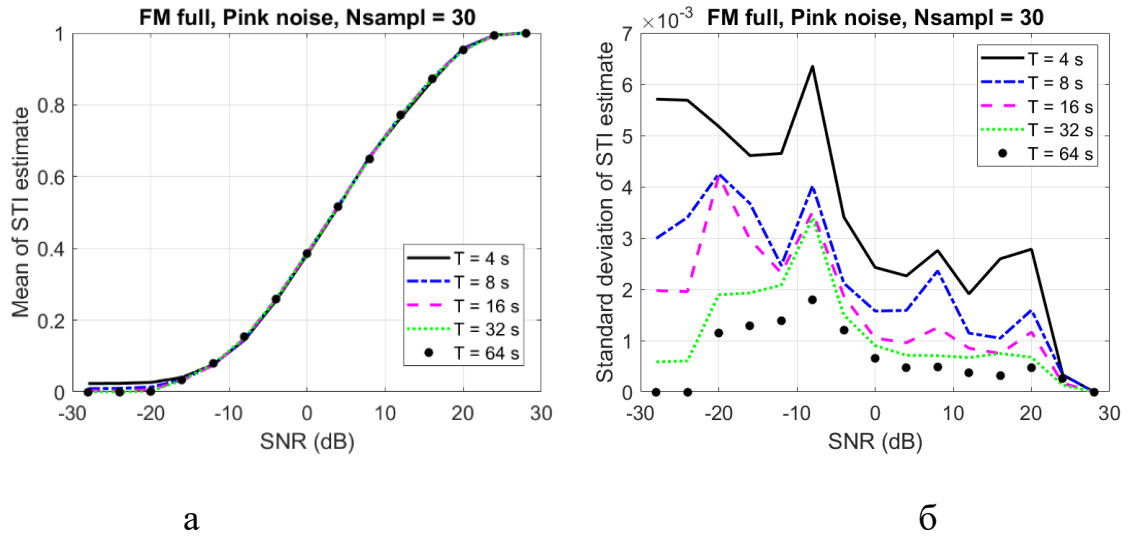 FM full, Pink noise, Nsampl = 30
Mean of STI estimate
1
0.8
0.6
0.4
0.2
0
-30
-20
-10
0
10
20
30
SNR (dB)
T = 4 s
T = 8 s
T = 16 s
T = 32 s
T = 64 s
а
×10⁻³
FM full, Pink noise, Nsampl = 30
Standard deviation of STI estimate
7
6
5
4
3
2
1
0
-30
-20
-10
0
10
20
30
SNR (dB)
T = 4 s
T = 8 s
T = 16 s
T = 32 s
T = 64 s
б